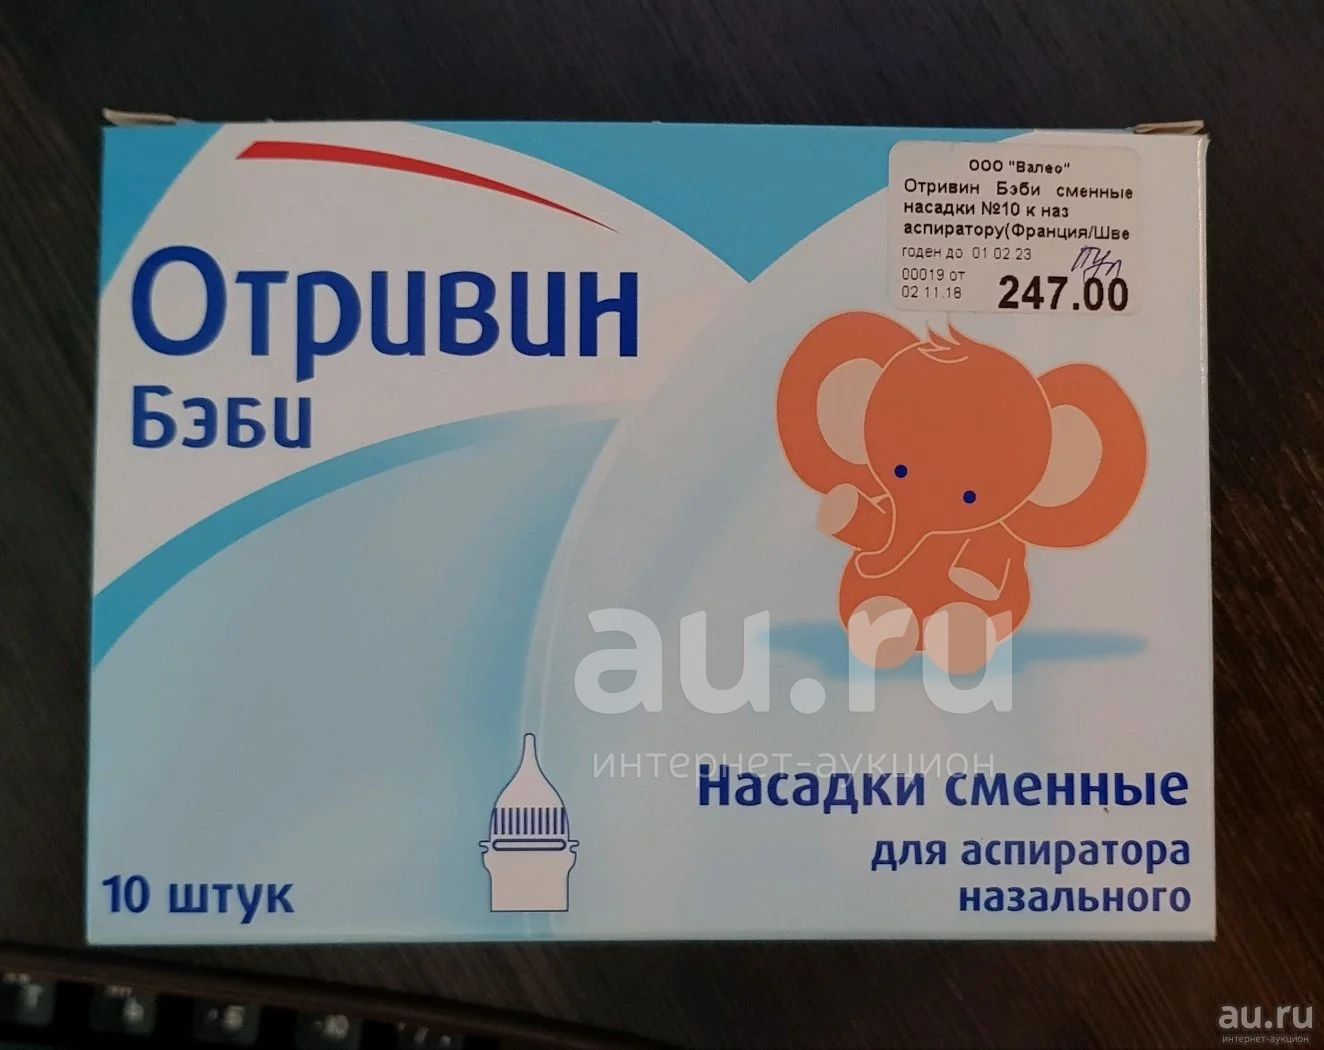 ООО "Валео"
Отривин Бэби сменные
насадки №10 к наз
аспиратору(Франция/Шве
годен до 01 02 23
00019 от
02 11.18
247.00
Отривин
Бэби
au.ru
интернет-аукцион
Насадки сменные
для аспиратора
назального
10 штук
au.ru
интернет-аукцион